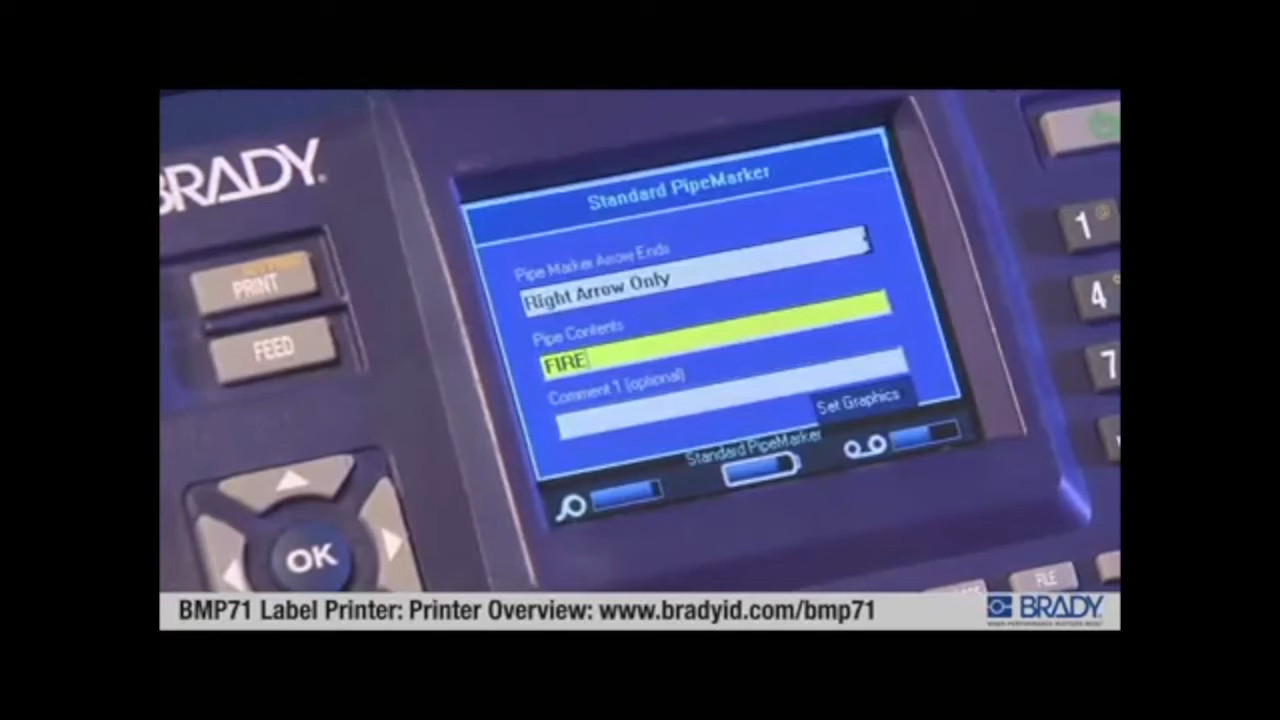 BRADY
Standard PipeMarker
Pipe Marker Arrow Ends
Right Arrow Only
Pipe Contents
FIRE
Comment 1 (optional)
Set Graphics
Standard PipeMarker
PRINT
FEED
OK
1
4
7
FILE
BMP71 Label Printer: Printer Overview: www.bradyid.com/bmp71
BRADY